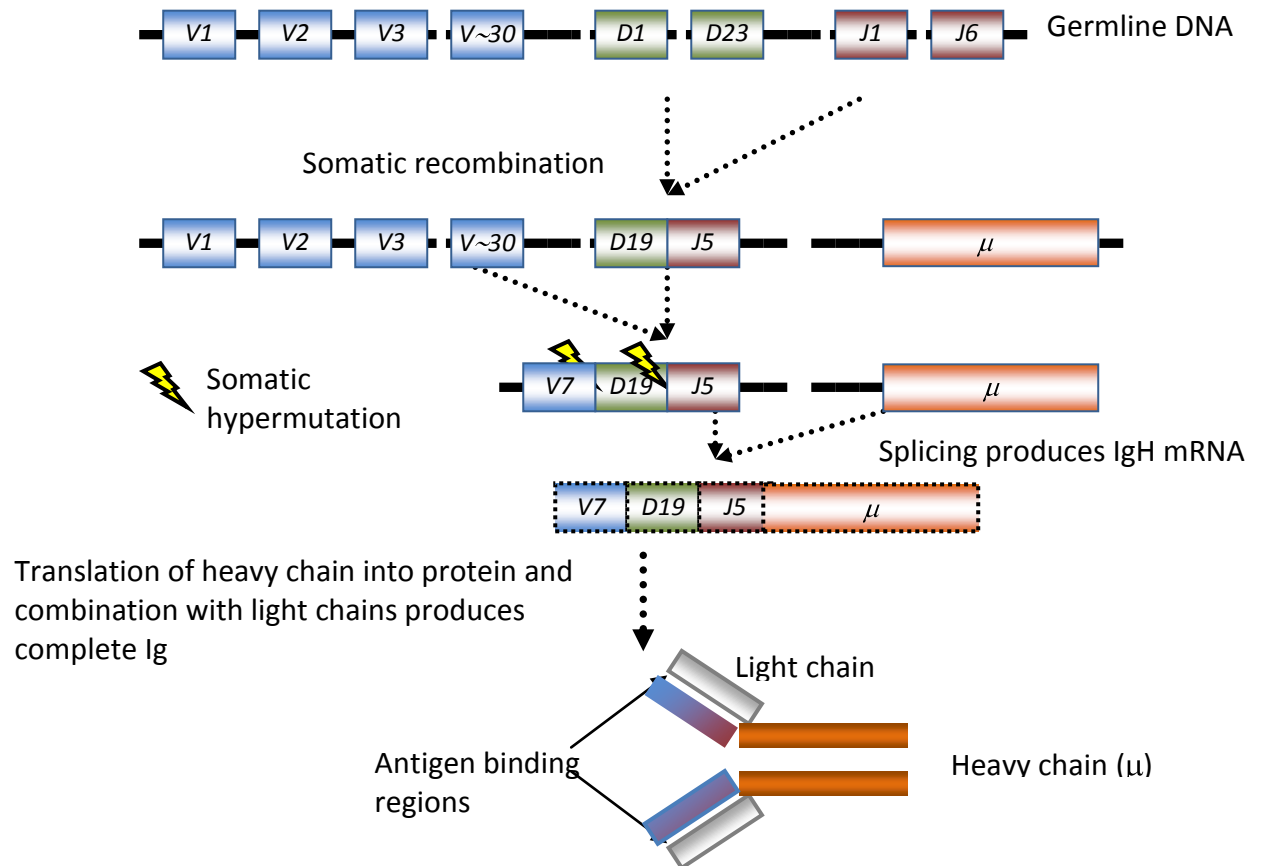 V1 V2 V3 V~30 D1 D23 J1 J6 Germline DNA
Somatic recombination
V1 V2 V3 V~30 D19 J5 μ
V7 D19 J5 μ
Somatic
hypermutation
Splicing produces IgH mRNA
V7 D19 J5 μ
Translation of heavy chain into protein and
combination with light chains produces
complete Ig
Light chain
Antigen binding
regions
Heavy chain (μ)